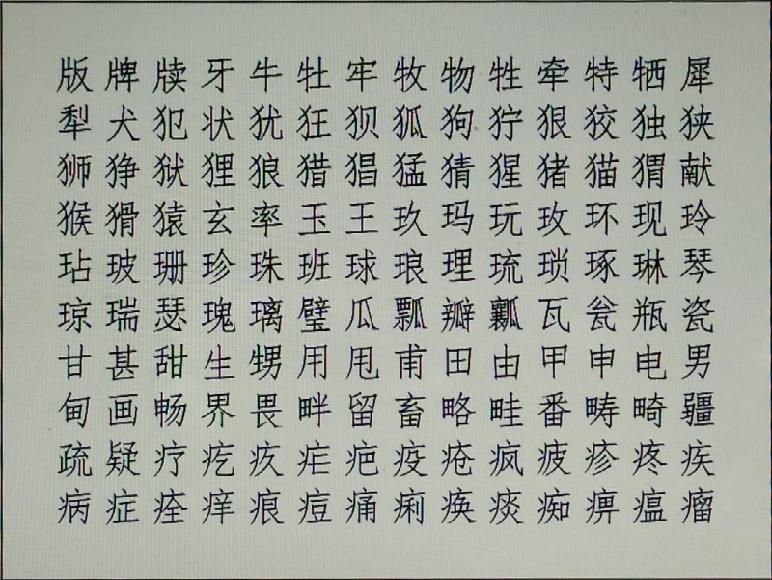 版牌牍牙牛牡牢牧物牲牵特牺犀
犁犬犯状犹狂狈狐狗狞狠狡独狭
狮狰狱狸狼猎猖猛猜猩猪猫猬献
猴猾猿玄率玉王玖玛玩玫环现玲
玷玻珊珍珠班球琅理琉琐琢琳琴
琼瑞瑟瑰璃璧瓜瓢瓣瓤瓦瓮瓶瓷
甘甚甜生甥用甩甫田由甲申电男
甸画畅界畏畔留畜略畦番畴畸疆
疏疑疗疙疚疟疤疫疮疯疲疹疼疾
病症痊痒痕痘痛痢痪痰痴痹瘟瘤